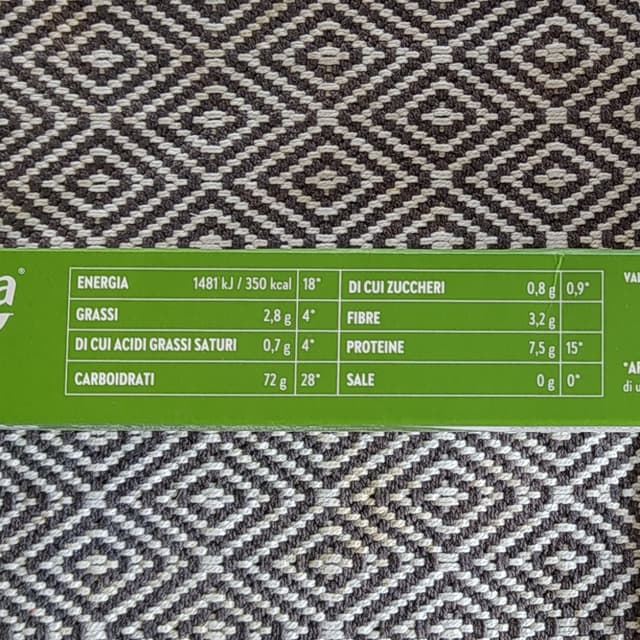 a®
ENERGIA 1481 kJ / 350 kcal 18* DI CUI ZUCCHERI 0,8 g 0,9*
GRASSI 2,8 g 4* FIBRE 3,2 g
DI CUI ACIDI GRASSI SATURI 0,7 g 4* PROTEINE 7,5 g 15*
CARBOIDRATI 72 g 28* SALE 0 g 0*
di u